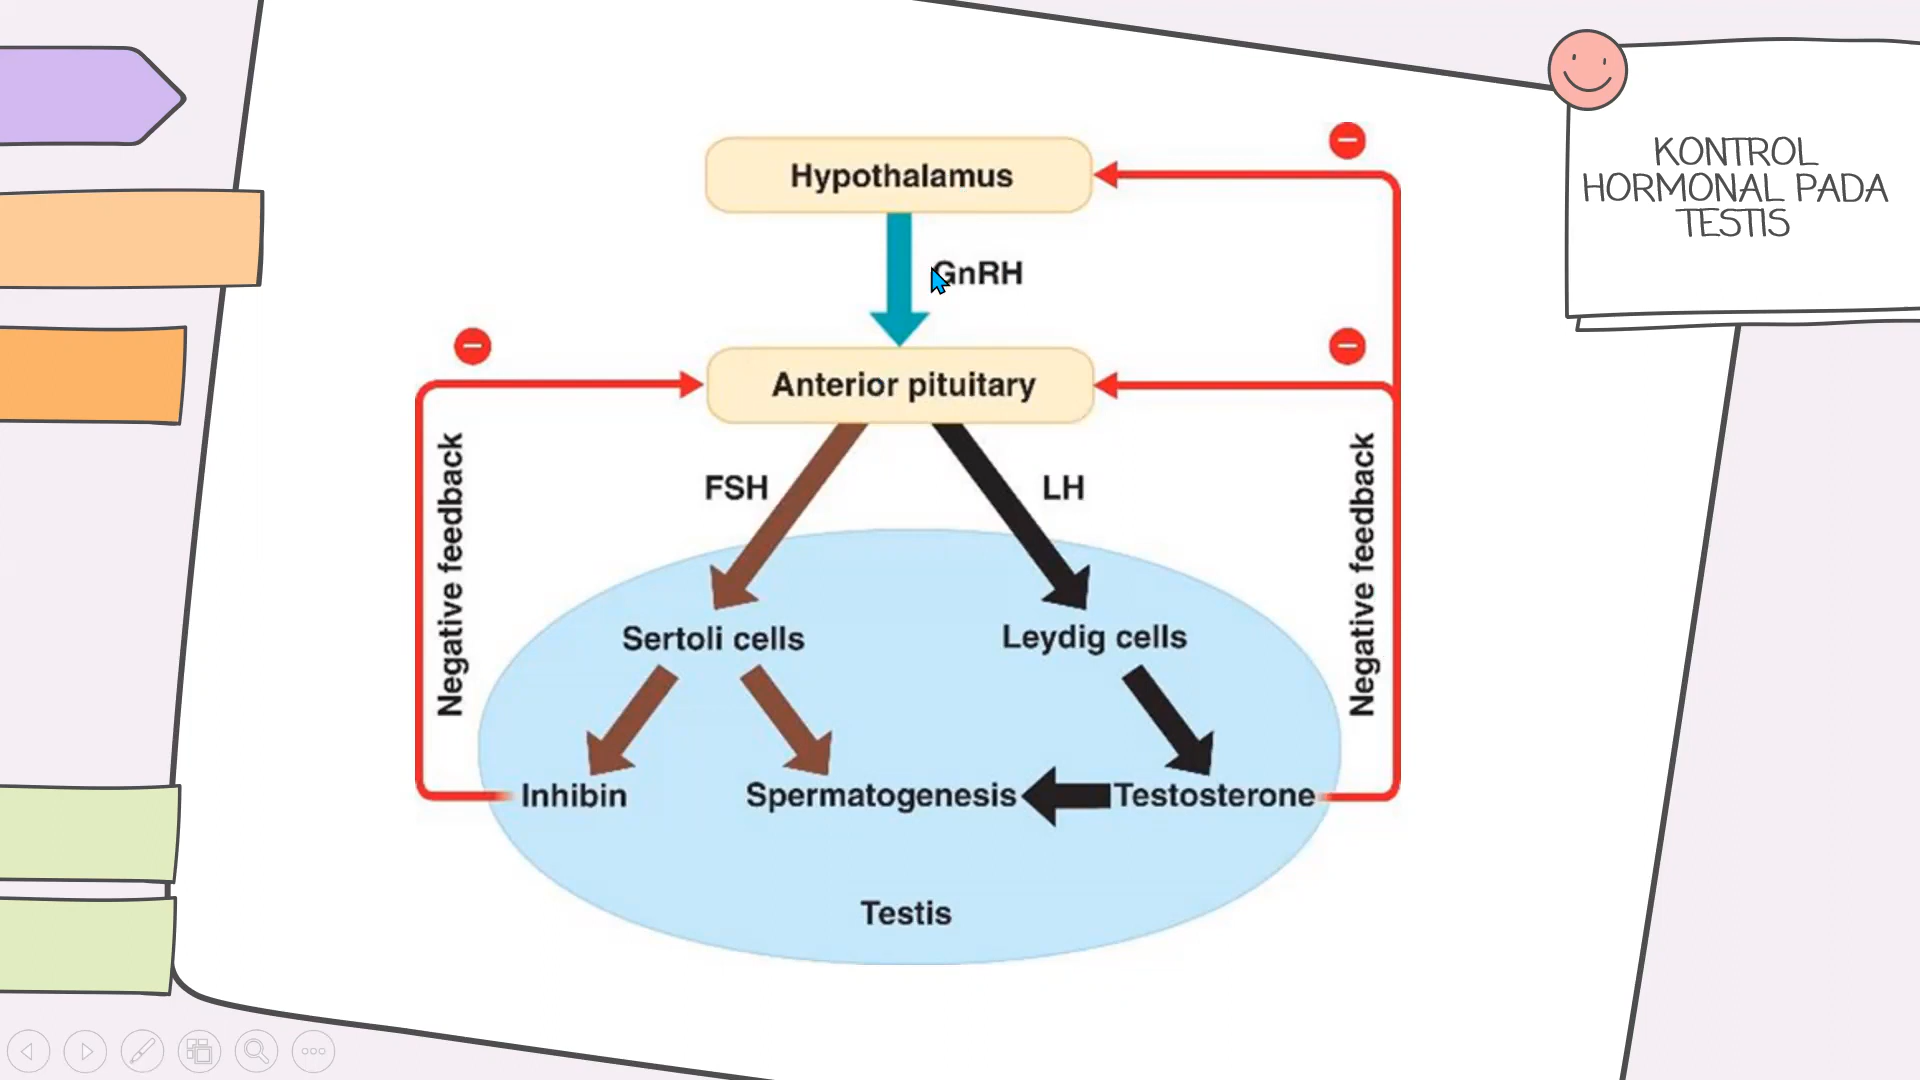 KONTROL
HORMONAL PADA
TESTIS
Hypothalamus
GnRH
Anterior pituitary
Negative feedback
FSH
LH
Negative feedback
Sertoli cells
Leydig cells
Inhibin
Spermatogenesis
Testosterone
Testis